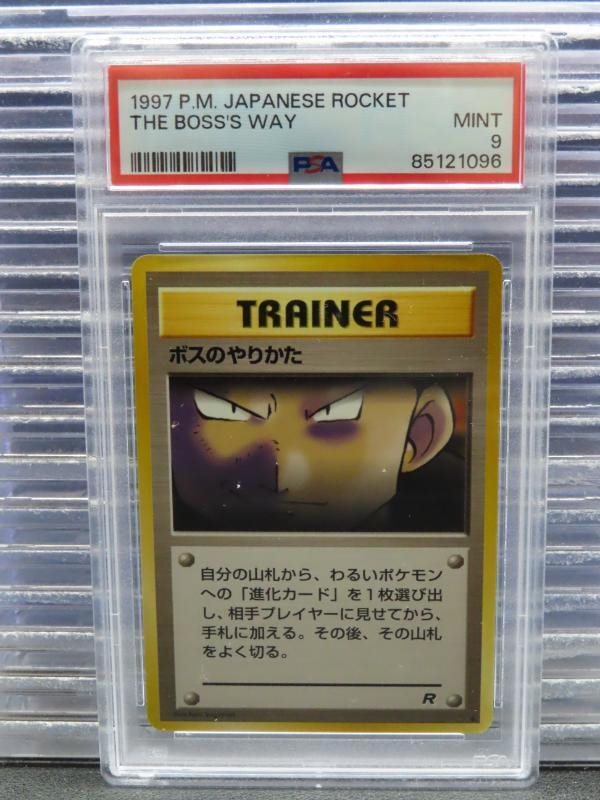 1997 P.M. JAPANESE ROCKET
THE BOSS'S WAY
MINT
9
PSA
85121096
TRAINER
ボスのやりかた
自分の山札から、わるいポケモン
への「進化カード」を1枚選び出
し、相手プレイヤーに見せてから、
手札に加える。その後、その山札
をよく切る。
R